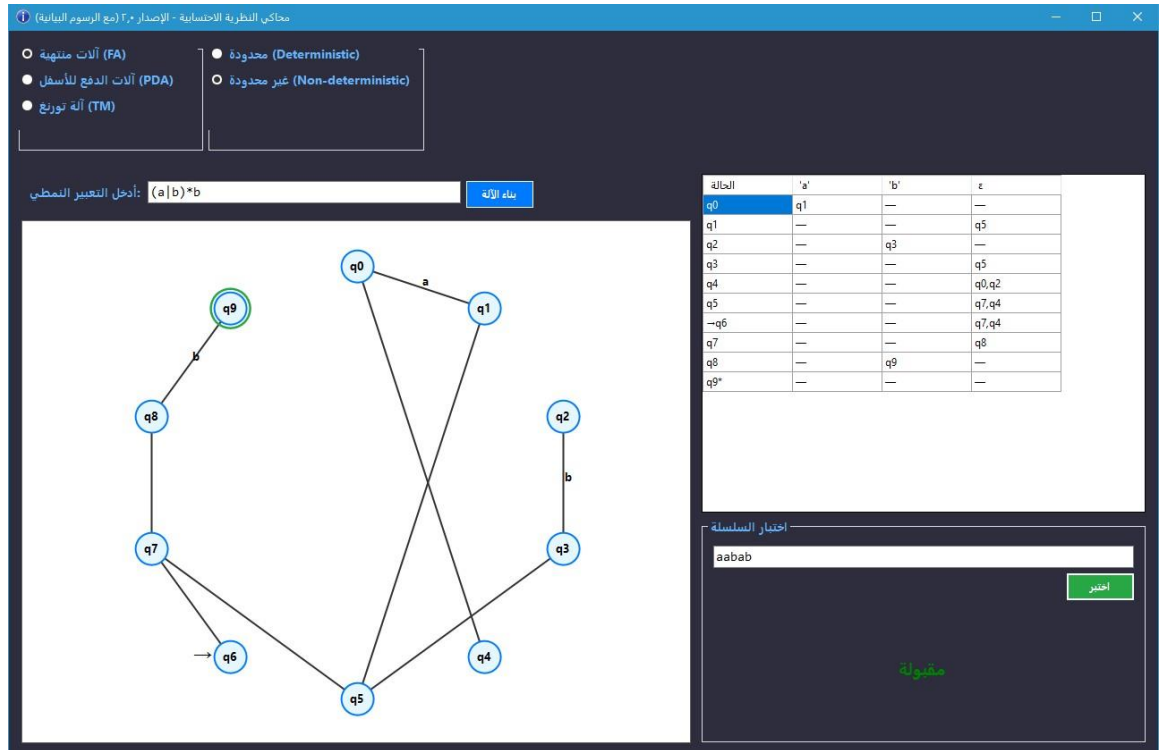 محاكي النظرية الاحتسابية - الإصدار ٢,٠ (مع الرسوم البيانية)
آلات منتهية (FA)
آلات الدفع للأسفل (PDA)
آلة تورنغ (TM)
محدودة (Deterministic)
غير محدودة (Non-deterministic)
أدخل التعبير النمطي:
(a|b)*b
بناء الآلة
q0
a
q1
q9
b
q8
q2
b
q7
q3
→ q6
q4
q5
الحالة 'a' 'b' ε
q0 q1 — —
q1 — — q5
q2 — q3 —
q3 — — q5
q4 — — q0,q2
q5 — — q7,q4
→q6 — — q7,q4
q7 — — q8
q8 — q9 —
q9* — — —
اختبار السلسلة
aabab
اختبر
مقبولة